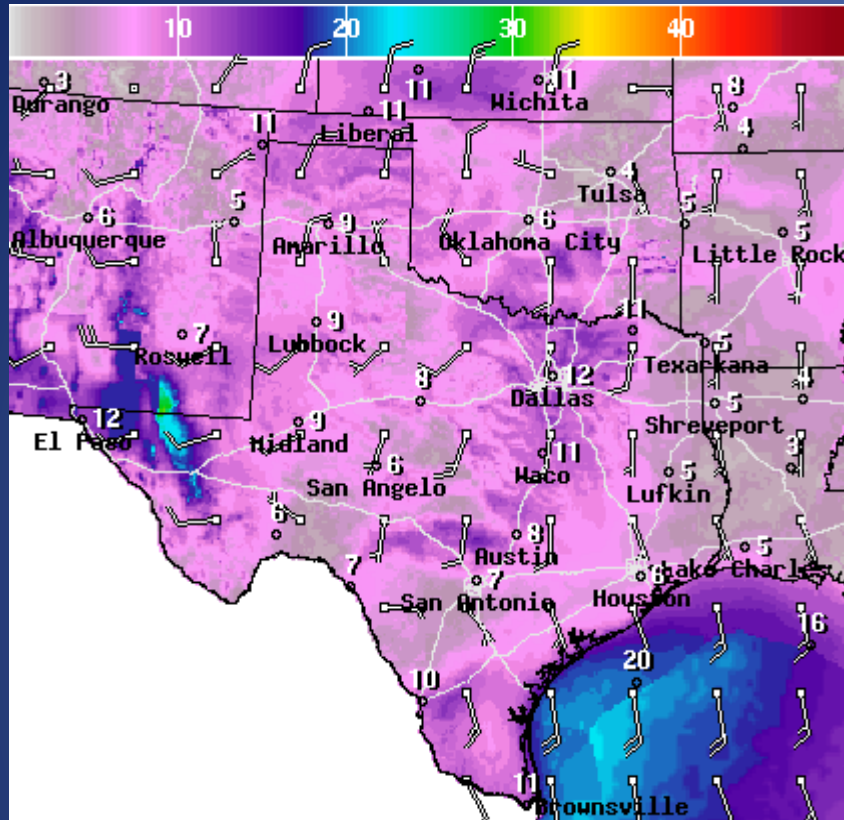 10 20 30 40
3
Durango
11
11
Wichita
8
11
Liberal
11
4
4
Tulsa
6
Albuquerque
5
9
Amarillo
6
Oklahoma City
5
5
Little Rock
7
Roswell
9
Lubbock
11
5
Texarkana
8
12
Dallas
4
12
El Paso
9
Midland
5
Shreveport
6
San Angelo
11
Waco
5
Lufkin
3
6
8
Austin
5
Lake Charles
7
7
San Antonio
6
Houston
16
20
10
11
Brownsville